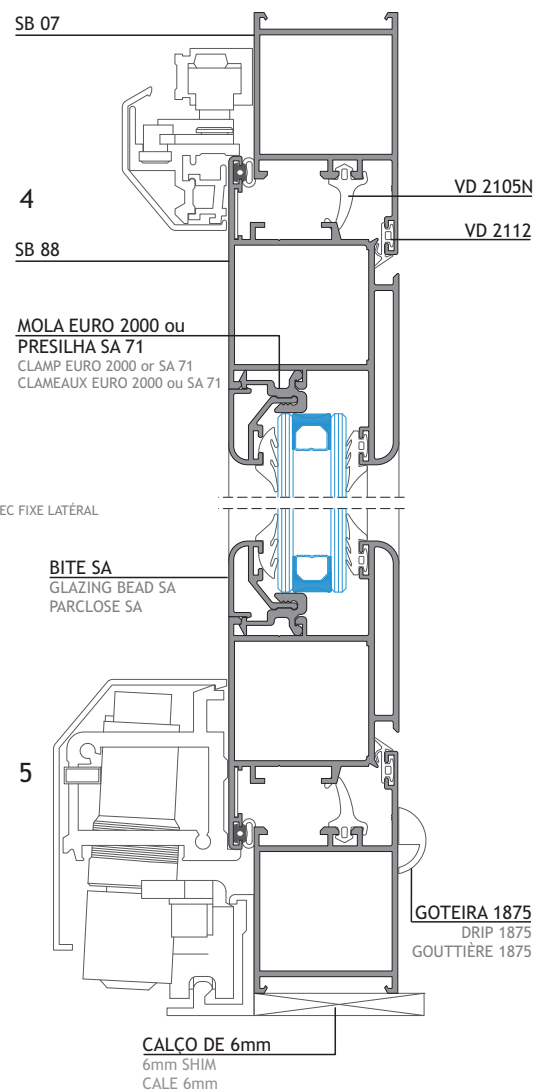 SB 07
4
VD 2105N
VD 2112
SB 88
MOLA EURO 2000 ou
PRESILHA SA 71
CLAMP EURO 2000 or SA 71
CLAMEAUX EURO 2000 ou SA 71
EC FIXE LATÉRAL
BITE SA
GLAZING BEAD SA
PARCLOSE SA
5
GOTEIRA 1875
DRIP 1875
GOUTTIÈRE 1875
CALÇO DE 6mm
6mm SHIM
CALE 6mm